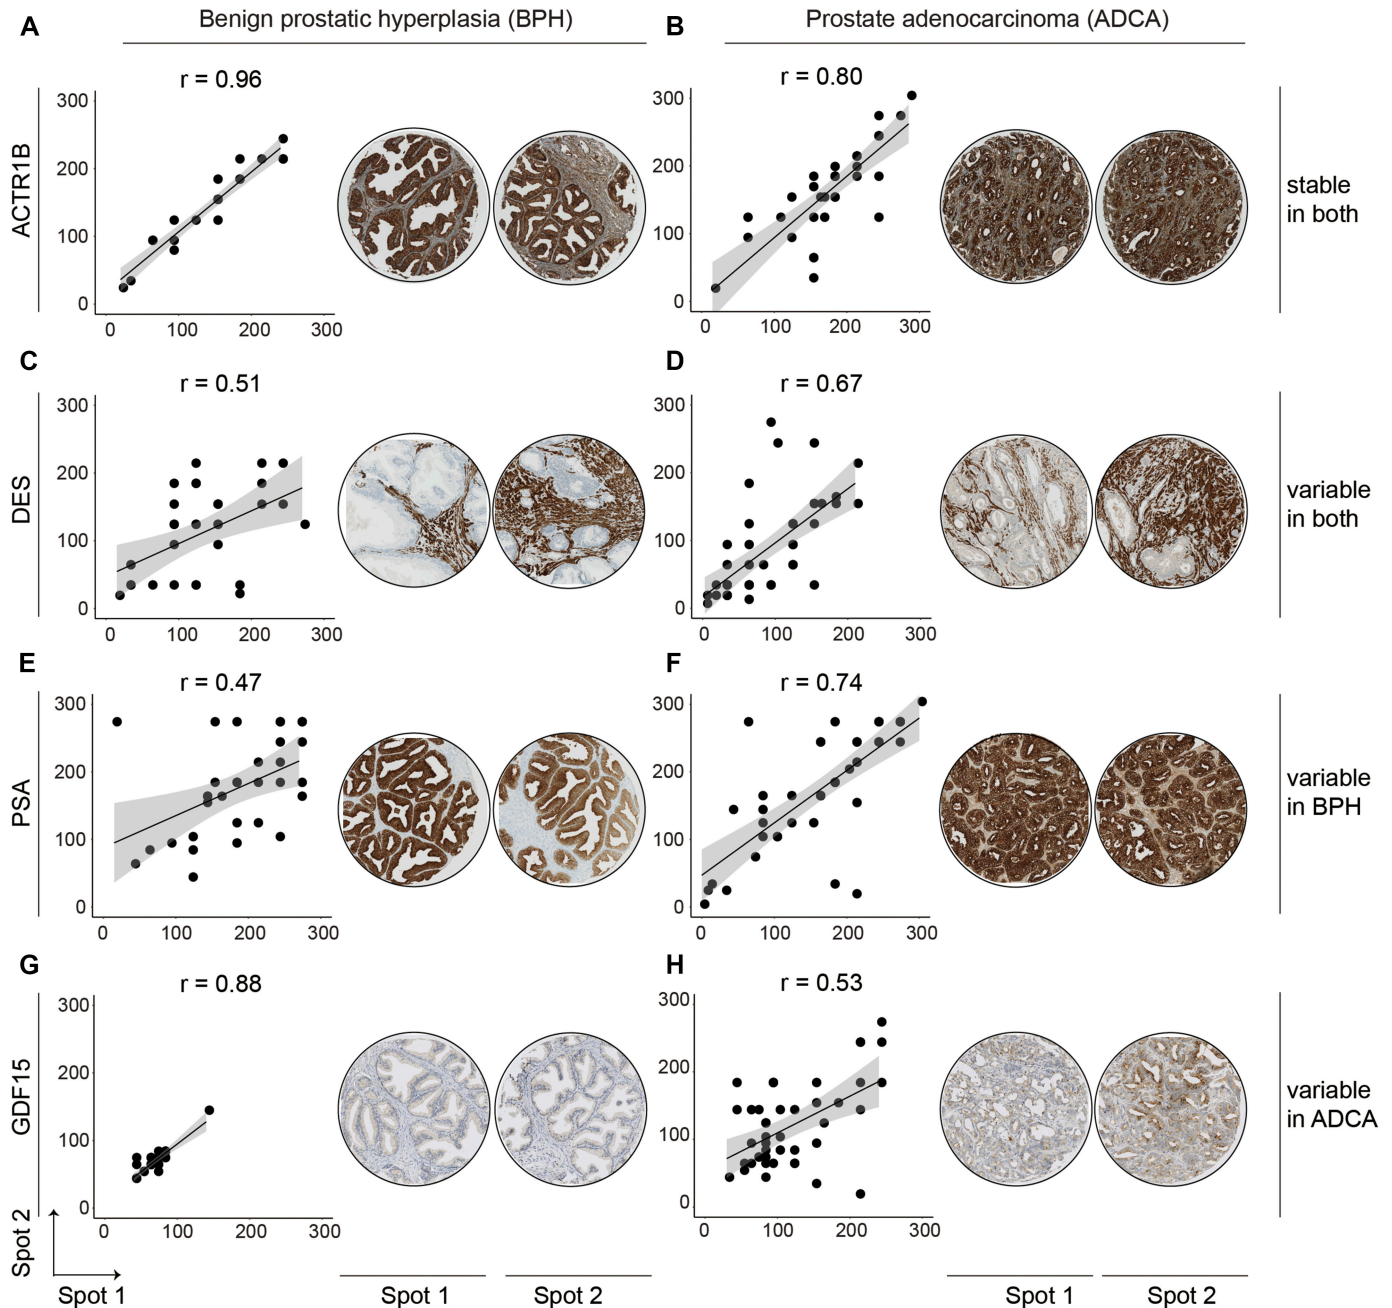 A
Benign prostatic hyperplasia (BPH)
B
Prostate adenocarcinoma (ADCA)
ACTR1B
r = 0.96
300
200
100
0
0 100 200 300
r = 0.80
300
200
100
0
0 100 200 300
stable
in both
C
D
DES
r = 0.51
300
200
100
0
0 100 200 300
r = 0.67
300
200
100
0
0 100 200 300
variable
in both
E
F
PSA
r = 0.47
300
200
100
0
0 100 200 300
r = 0.74
300
200
100
0
0 100 200 300
variable
in BPH
G
H
GDF15
r = 0.88
300
200
100
0
0 100 200 300
r = 0.53
300
200
100
0
0 100 200 300
variable
in ADCA
Spot 2
Spot 1
Spot 1
Spot 2
Spot 1
Spot 2